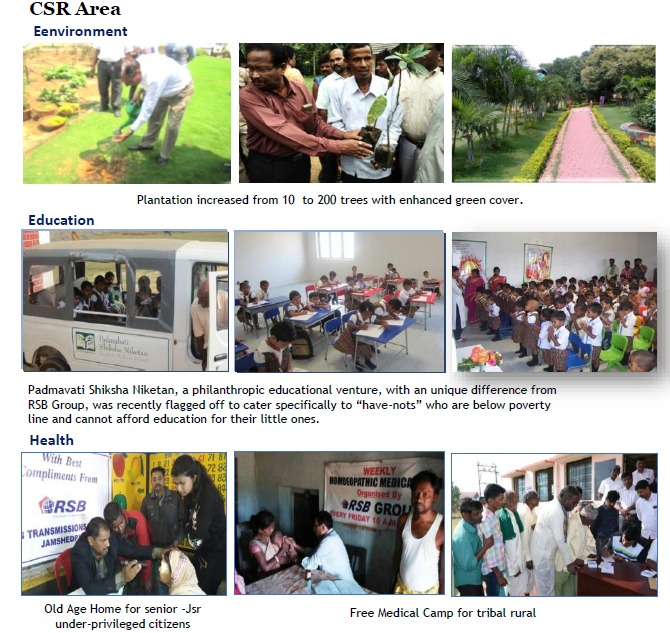 CSR Area
Eenvironment
Plantation increased from 10 to 200 trees with enhanced green cover.
Education
Padmavati
Shiksha Niketan
Padmavati Shiksha Niketan, a philanthropic educational venture, with an unique difference from
RSB Group, was recently flagged off to cater specifically to “have-nots” who are below poverty
line and cannot afford education for their little ones.
Health
With Best
Compliments From
RSB
TRANSMISSIONS
JAMSHED
WEEKLY
HOMOEOPATHIC MEDICA
Organised By
RSB GROU
EVERY FRIDAY 10 A
Old Age Home for senior -Jsr
under-privileged citizens
Free Medical Camp for tribal rural